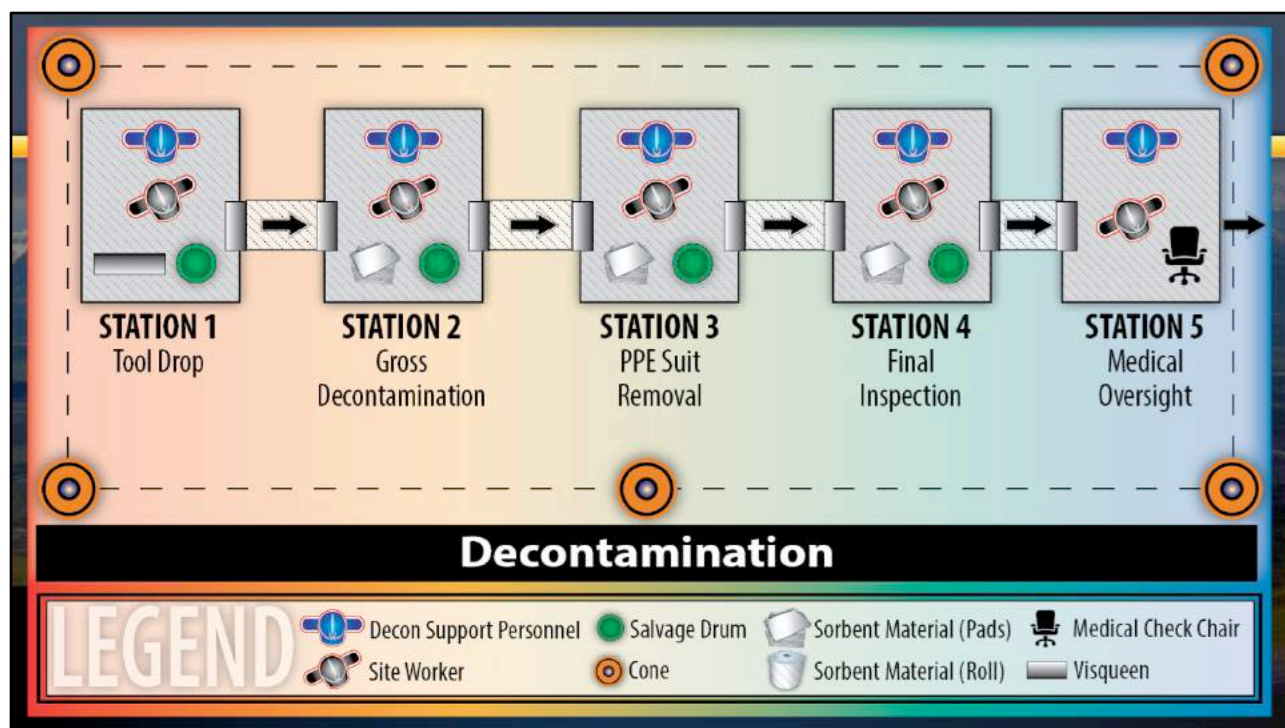 STATION 1
Tool Drop
STATION 2
Gross
Decontamination
STATION 3
PPE Suit
Removal
STATION 4
Final
Inspection
STATION 5
Medical
Oversight
Decontamination
LEGEND
Decon Support Personnel
Site Worker
Salvage Drum
Cone
Sorbent Material (Pads)
Sorbent Material (Roll)
Medical Check Chair
Visqueen